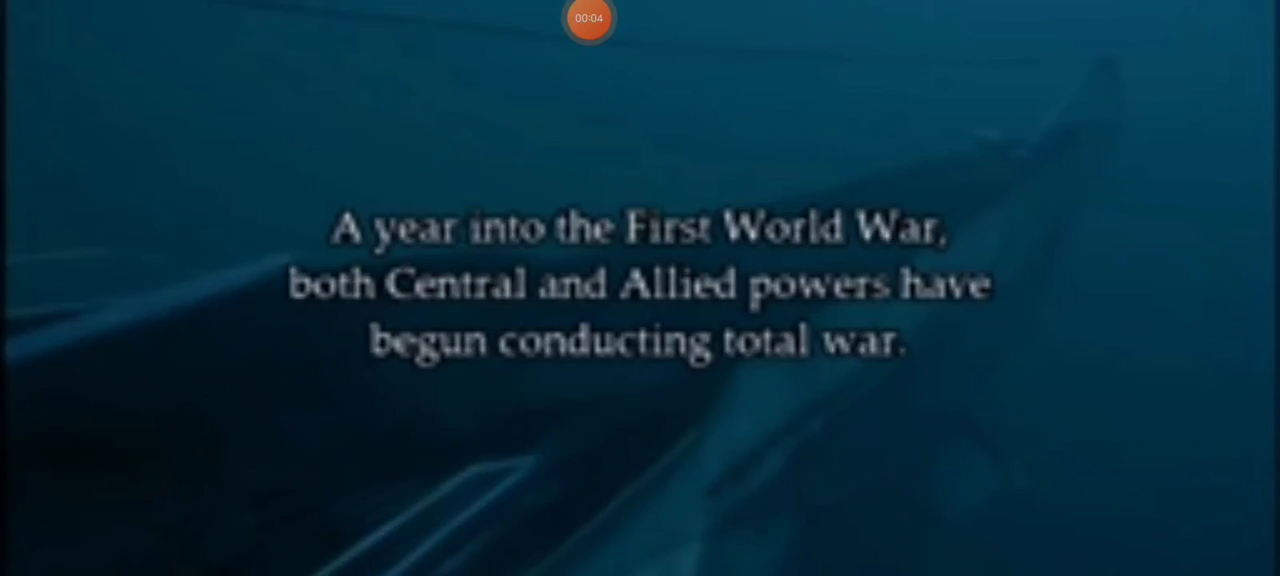 00:04
A year into the First World War,
both Central and Allied powers have
begun conducting total war.